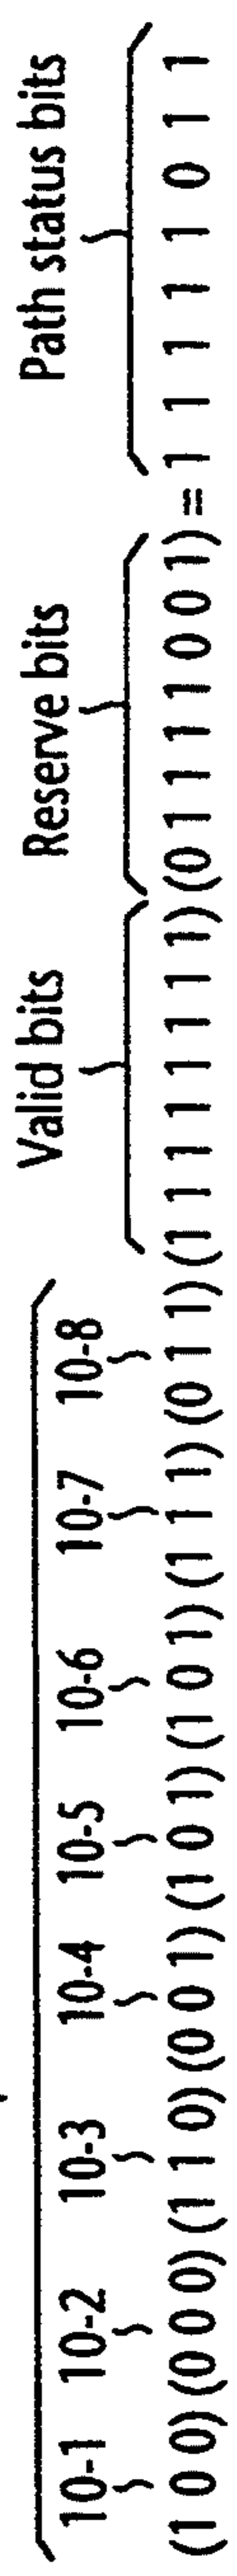 Valid bits Reserve bits Path status bits
10-1 10-2 10-3 10-4 10-5 10-6 10-7 10-8
(1 0 0)(0 0 0)(1 1 0)(0 0 1)(1 0 1)(1 0 1)(1 1 1)(0 1 1)(1 1 1 1 1 1 1 1)(0 1 1 1 1 0 0 1) = 1 1 1 1 1 0 1 1